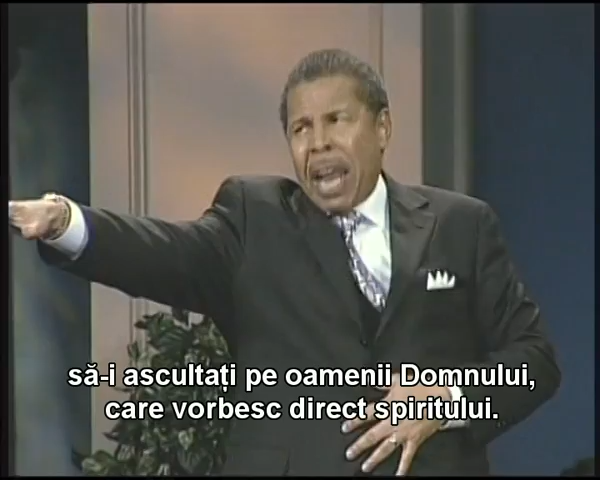 să-i ascultați pe oamenii Domnului,
care vorbesc direct spiritului.